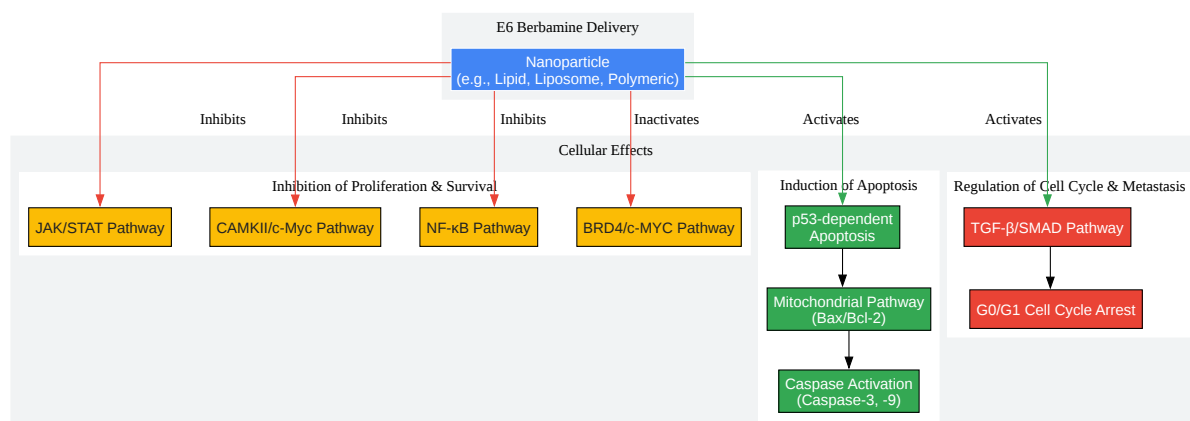 E6 Berbamine Delivery
Nanoparticle
(e.g., Lipid, Liposome, Polymeric)
Inhibits
Inhibits
Inhibits
Inactivates
Activates
Activates
Cellular Effects
Inhibition of Proliferation & Survival
Induction of Apoptosis
Regulation of Cell Cycle & Metastasis
JAK/STAT Pathway
CAMKII/c-Myc Pathway
NF-κB Pathway
BRD4/c-MYC Pathway
p53-dependent
Apoptosis
TGF-β/SMAD Pathway
Mitochondrial Pathway
(Bax/Bcl-2)
G0/G1 Cell Cycle Arrest
Caspase Activation
(Caspase-3, -9)